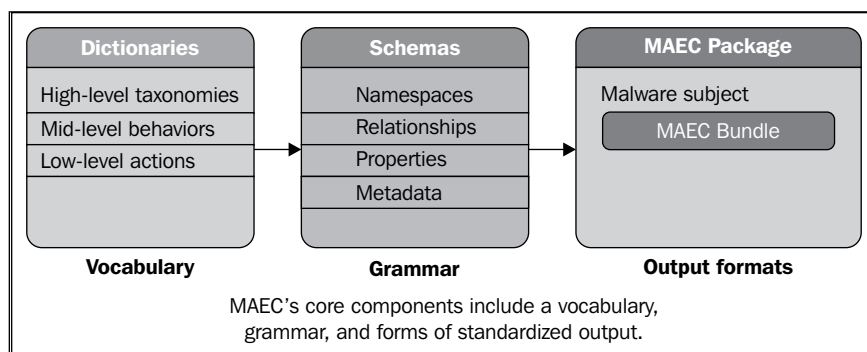 Dictionaries
High-level taxonomies
Mid-level behaviors
Low-level actions
Vocabulary
Schemas
Namespaces
Relationships
Properties
Metadata
Grammar
MAEC Package
Malware subject
MAEC Bundle
Output formats
MAEC's core components include a vocabulary,
grammar, and forms of standardized output.